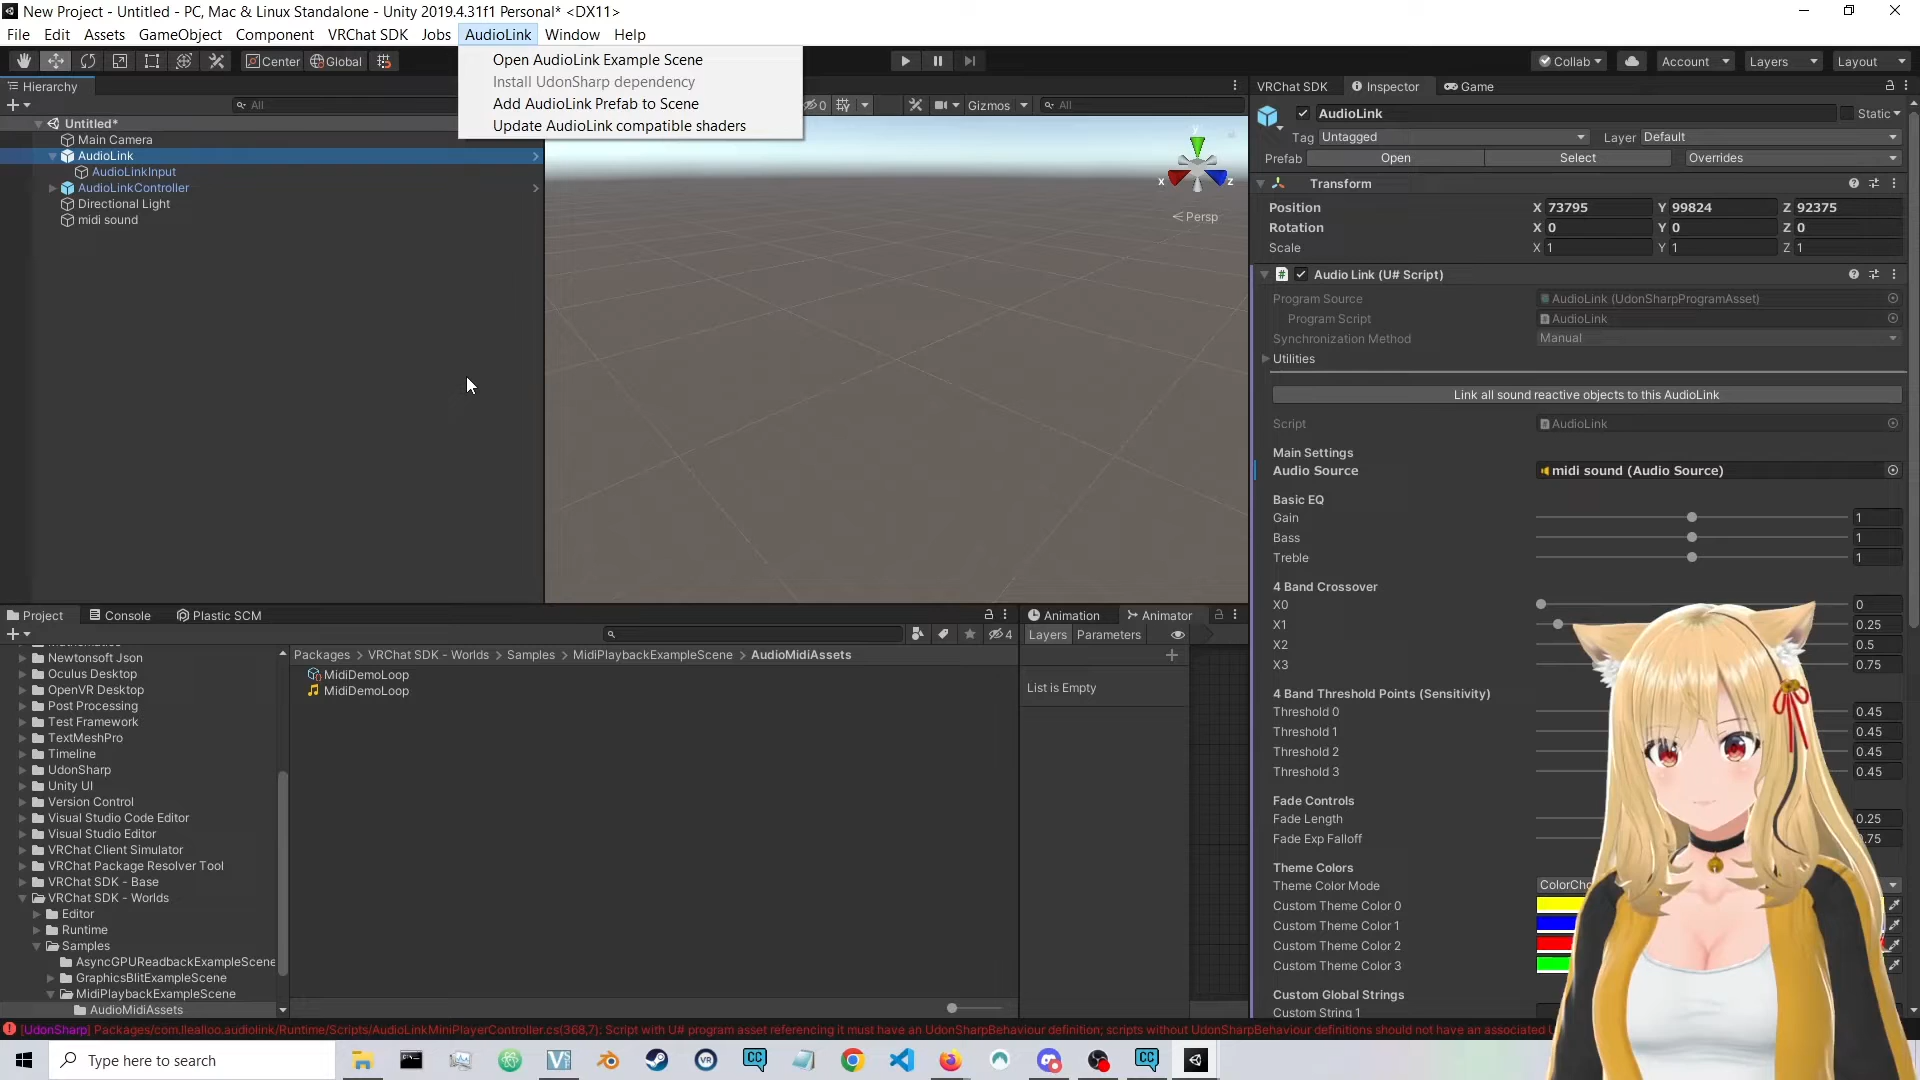 New Project - Untitled - PC, Mac & Linux Standalone - Unity 2019.4.31f1 Personal* <DX11>
File Edit Assets GameObject Component VRChat SDK Jobs AudioLink Window Help
Center Global Collab Account Layers Layout
Open AudioLink Example Scene
Install UdonSharp dependency
Add AudioLink Prefab to Scene
Update AudioLink compatible shaders
Hierarchy
All
Untitled*
Main Camera
AudioLink
AudioLinkInput
AudioLinkController
Directional Light
midi sound
0 Gizmos All
y
x
z
Persp
VRChat SDK Inspector Game
AudioLink Static
Tag Untagged Layer Default
Prefab Open Select Overrides
Transform
Position X 73795 Y 99824 Z 92375
Rotation X 0 Y 0 Z 0
Scale X 1 Y 1 Z 1
# Audio Link (U# Script)
Program Source AudioLink (UdonSharpProgramAsset)
Program Script AudioLink
Synchronization Method Manual
Utilities
Link all sound reactive objects to this AudioLink
Script AudioLink
Main Settings
Audio Source midi sound (Audio Source)
Basic EQ
Gain 1
Bass 1
Treble 1
4 Band Crossover
X0 0
X1 0.25
X2 0.5
X3 0.75
4 Band Threshold Points (Sensitivity)
Threshold 0 0.45
Threshold 1 0.45
Threshold 2 0.45
Threshold 3 0.45
Fade Controls
Fade Length 0.25
Fade Exp Falloff .75
Theme Colors
Theme Color Mode ColorCho
Custom Theme Color 0
Custom Theme Color 1
Custom Theme Color 2
Custom Theme Color 3
Custom Global Strings
Custom String 1
Project Console Plastic SCM
4
Newtonsoft Json
Oculus Desktop
OpenVR Desktop
Post Processing
Test Framework
TextMeshPro
Timeline
UdonSharp
Unity UI
Version Control
Visual Studio Code Editor
Visual Studio Editor
VRChat Client Simulator
VRChat Package Resolver Tool
VRChat SDK - Base
VRChat SDK - Worlds
Editor
Runtime
Samples
AsyncGPUReadbackExampleScene
GraphicsBlitExampleScene
MidiPlaybackExampleScene
AudioMidiAssets
Packages > VRChat SDK - Worlds > Samples > MidiPlaybackExampleScene > AudioMidiAssets
MidiDemoLoop
MidiDemoLoop
Animation Animator
Layers Parameters
List is Empty
[UdonSharp] Packages/com.llealloo.audiolink/Runtime/Scripts/AudioLinkMiniPlayerController.cs(368,7): Script with U# program asset referencing it must have an UdonSharpBehaviour definition; scripts without UdonSharpBehaviour definitions should not have an associated U
Type here to search